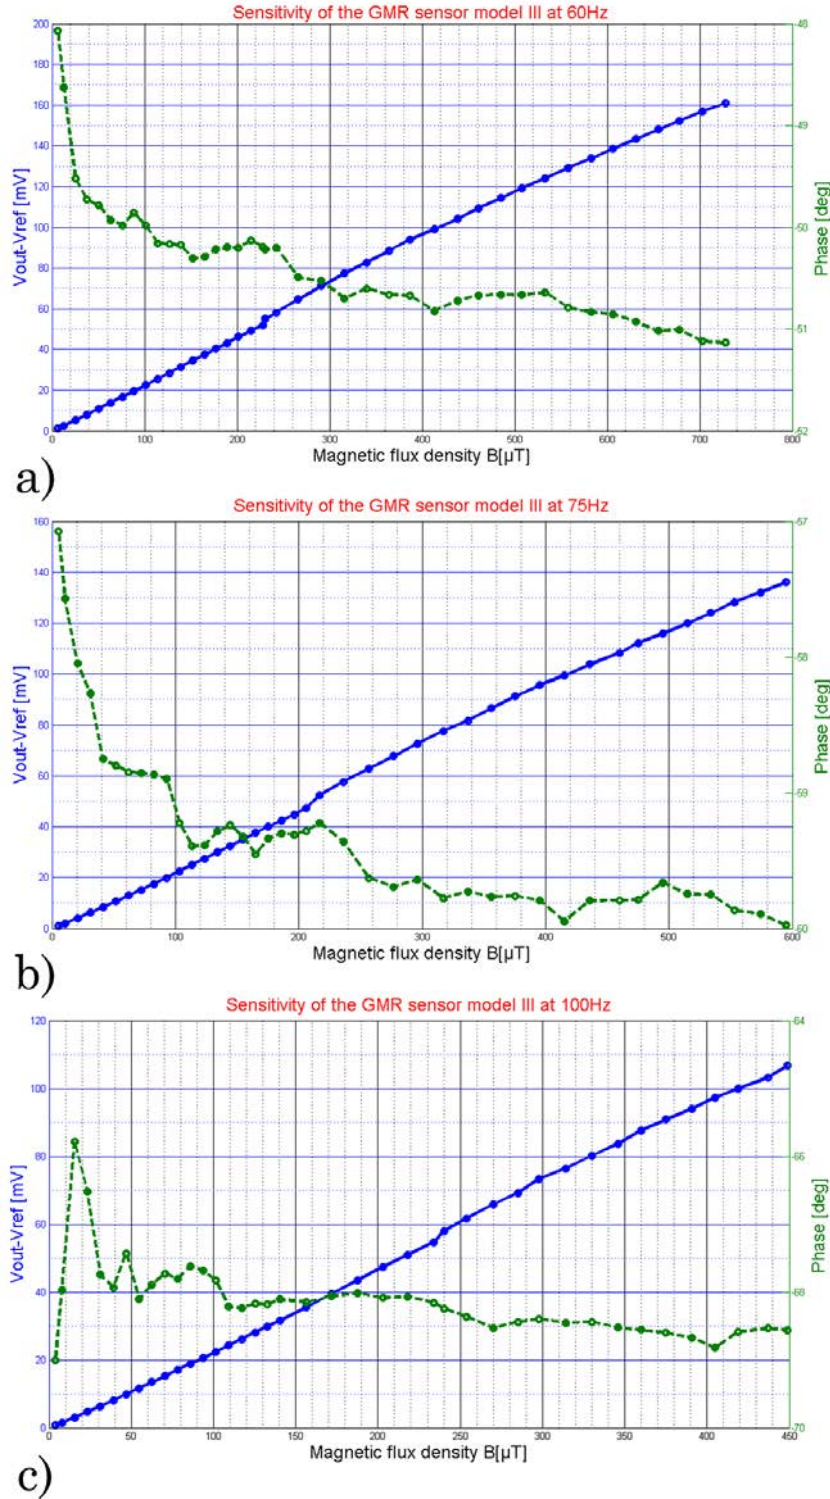 Sensitivity of the GMR sensor model III at 60Hz
200 180 160 140 120 100 80 60 40 20 0
Vout-Vref [mV]
-48 -49 -50 -51 -52
Phase [deg]
0 100 200 300 400 500 600 700 800
Magnetic flux density B[μT]
a)
Sensitivity of the GMR sensor model III at 75Hz
160 140 120 100 80 60 40 20 0
Vout-Vref [mV]
-57 -58 -59 -60
Phase [deg]
0 100 200 300 400 500 600
Magnetic flux density B[μT]
b)
Sensitivity of the GMR sensor model III at 100Hz
120 100 80 60 40 20 0
Vout-Vref [mV]
-64 -66 -68 -70
Phase [deg]
0 50 100 150 200 250 300 350 400 450
Magnetic flux density B[μT]
c)